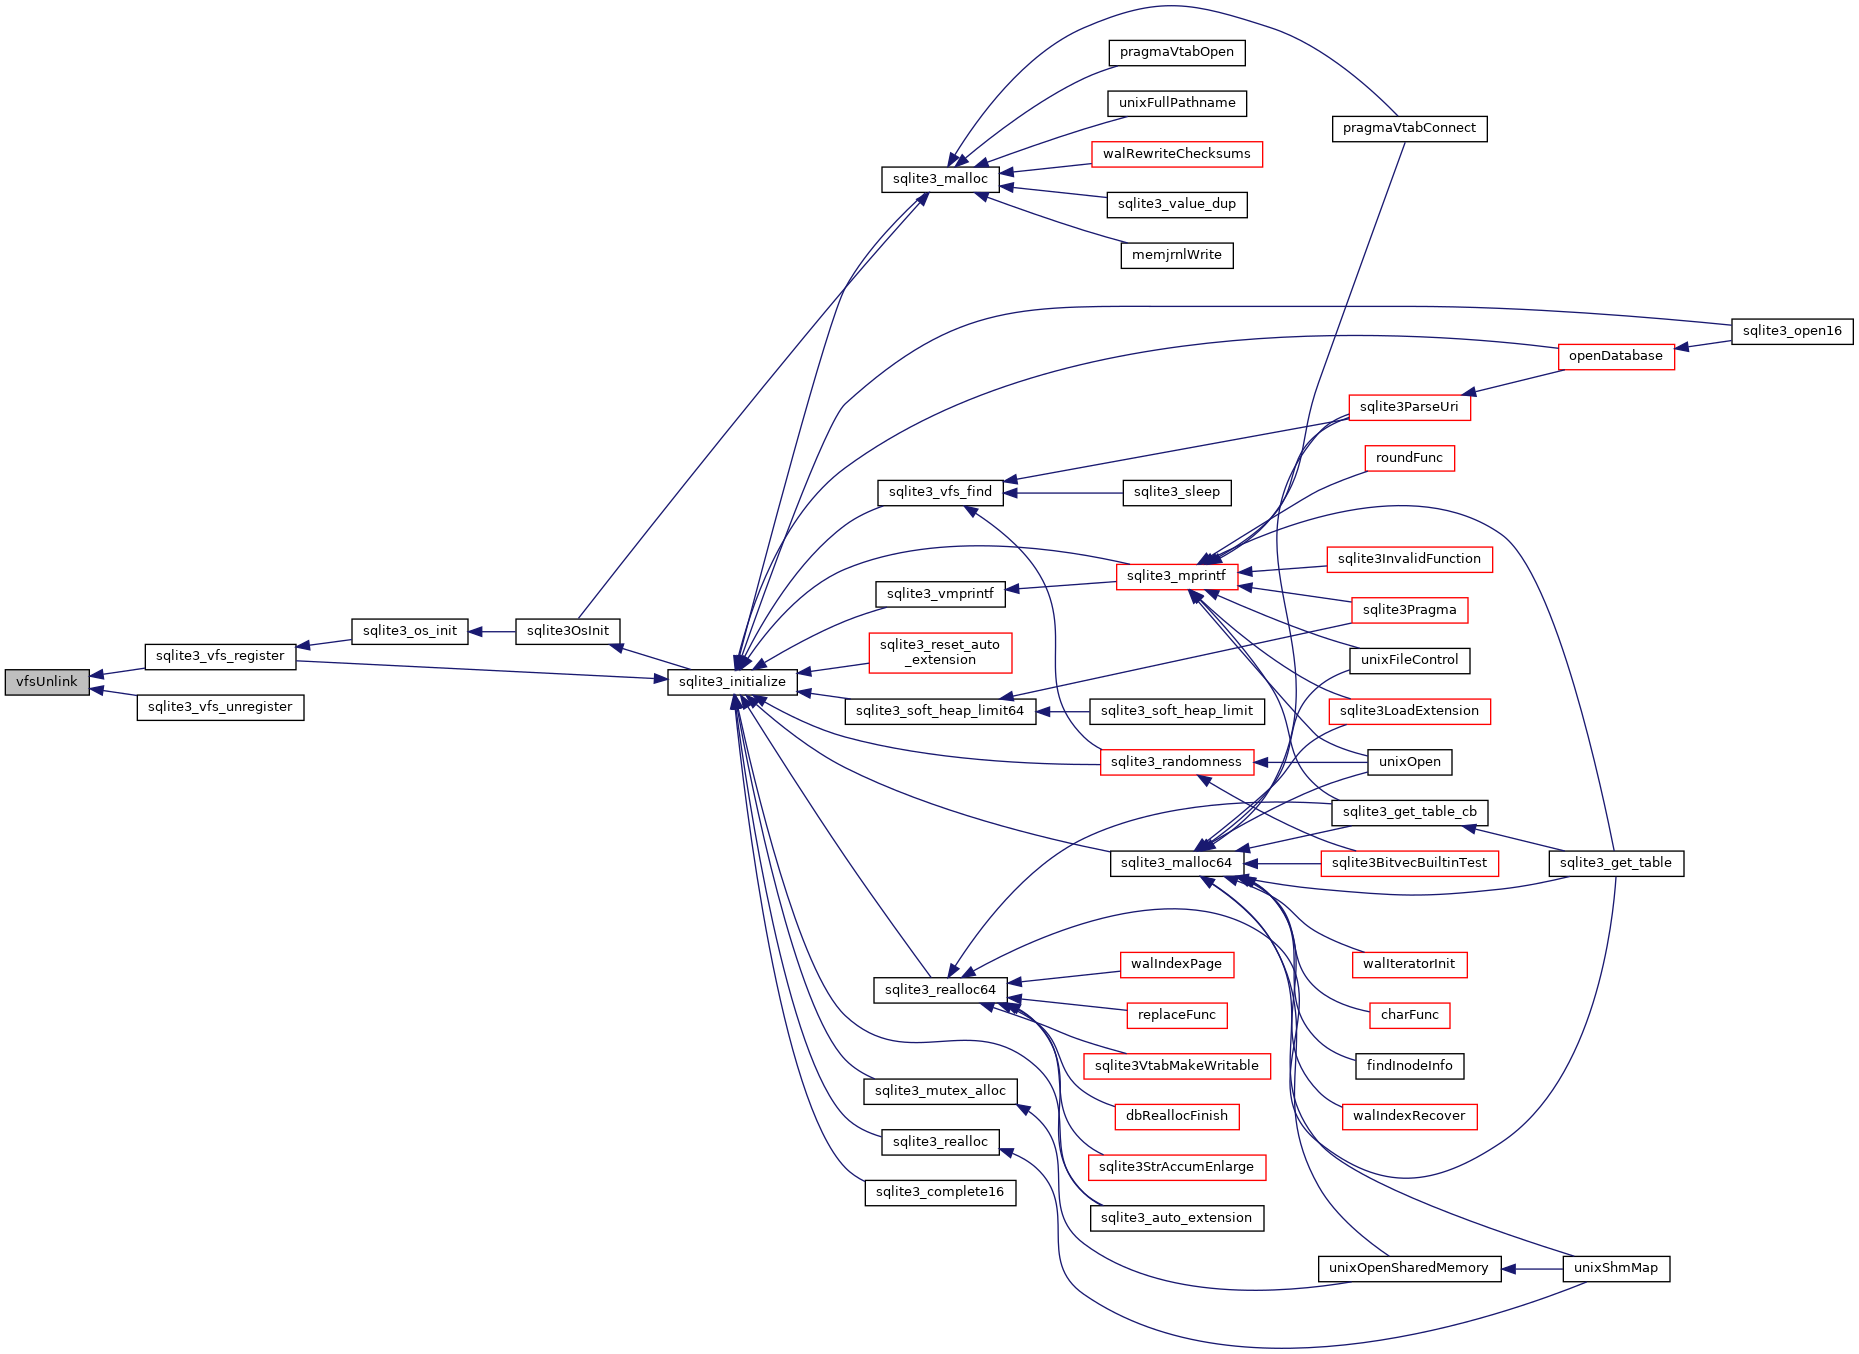 pragmaVtabOpen
unixFullPathname
pragmaVtabConnect
walRewriteChecksums
sqlite3_malloc
sqlite3_value_dup
memjrnlWrite
sqlite3_open16
openDatabase
sqlite3ParseUri
roundFunc
sqlite3_vfs_find
sqlite3_sleep
sqlite3InvalidFunction
sqlite3_mprintf
sqlite3_vmprintf
sqlite3Pragma
sqlite3_os_init
sqlite3OsInit
sqlite3_reset_auto
_extension
sqlite3_vfs_register
unixFileControl
vfsUnlink
sqlite3_initialize
sqlite3_vfs_unregister
sqlite3_soft_heap_limit64
sqlite3_soft_heap_limit
sqlite3LoadExtension
sqlite3_randomness
unixOpen
sqlite3_get_table_cb
sqlite3_malloc64
sqlite3BitvecBuiltinTest
sqlite3_get_table
walIndexPage
walIteratorInit
sqlite3_realloc64
replaceFunc
charFunc
sqlite3VtabMakeWritable
findInodeInfo
sqlite3_mutex_alloc
dbReallocFinish
walIndexRecover
sqlite3_realloc
sqlite3StrAccumEnlarge
sqlite3_complete16
sqlite3_auto_extension
unixOpenSharedMemory
unixShmMap